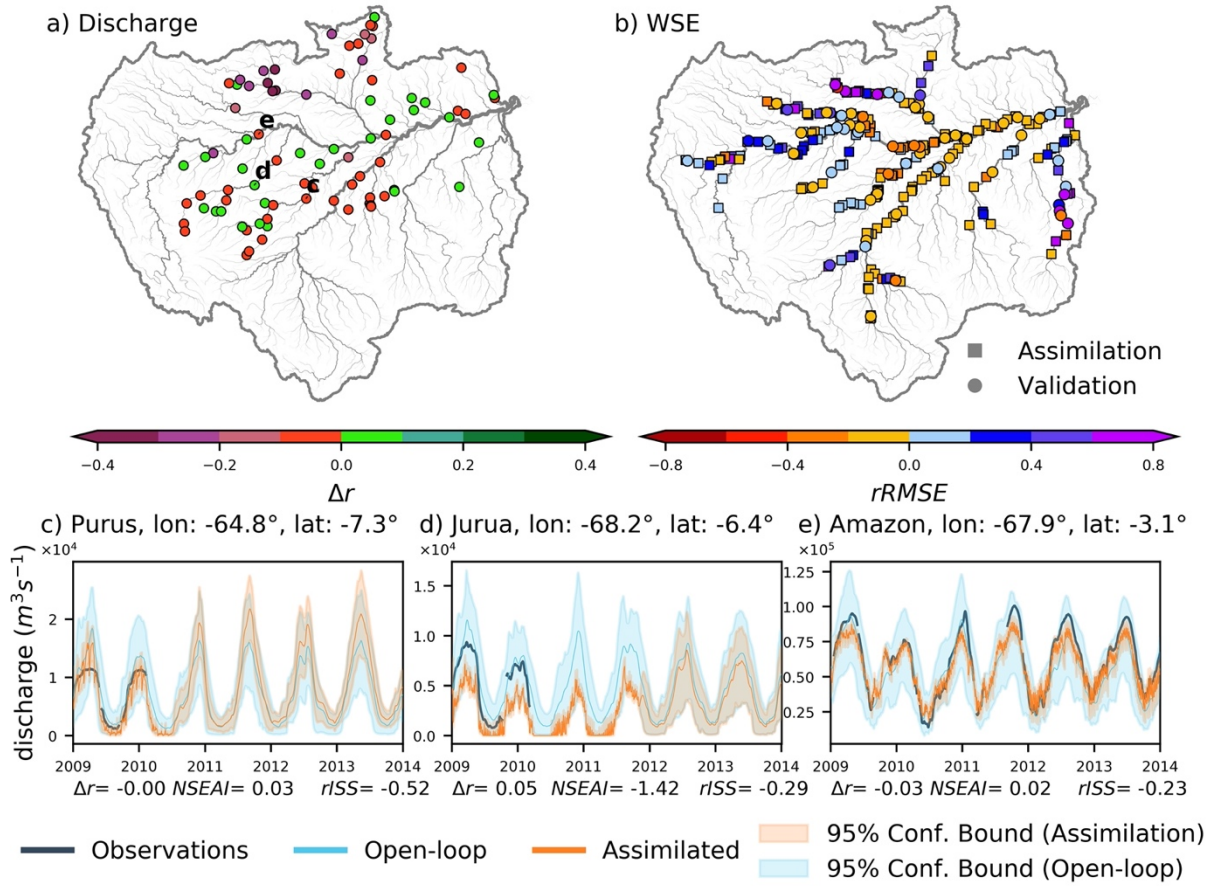 a) Discharge
b) WSE
e
d
c
Assimilation
Validation
−0.4 −0.2 0.0 0.2 0.4
Δr
−0.8 −0.4 0.0 0.4 0.8
rRMSE
c) Purus, lon: -64.8°, lat: -7.3°
d) Jurua, lon: -68.2°, lat: -6.4°
e) Amazon, lon: -67.9°, lat: -3.1°
×10⁴
×10⁴
×10⁵
discharge (m³s⁻¹)
2
1
0
1.5
1.0
0.5
0.0
1.25
1.00
0.75
0.50
0.25
2009 2010 2011 2012 2013 2014
2009 2010 2011 2012 2013 2014
2009 2010 2011 2012 2013 2014
Δr= -0.00 NSEAI= 0.03 rISS= -0.52
Δr= 0.05 NSEAI= -1.42 rISS= -0.29
Δr= -0.03 NSEAI= 0.02 rISS= -0.23
Observations
Open-loop
Assimilated
95% Conf. Bound (Assimilation)
95% Conf. Bound (Open-loop)